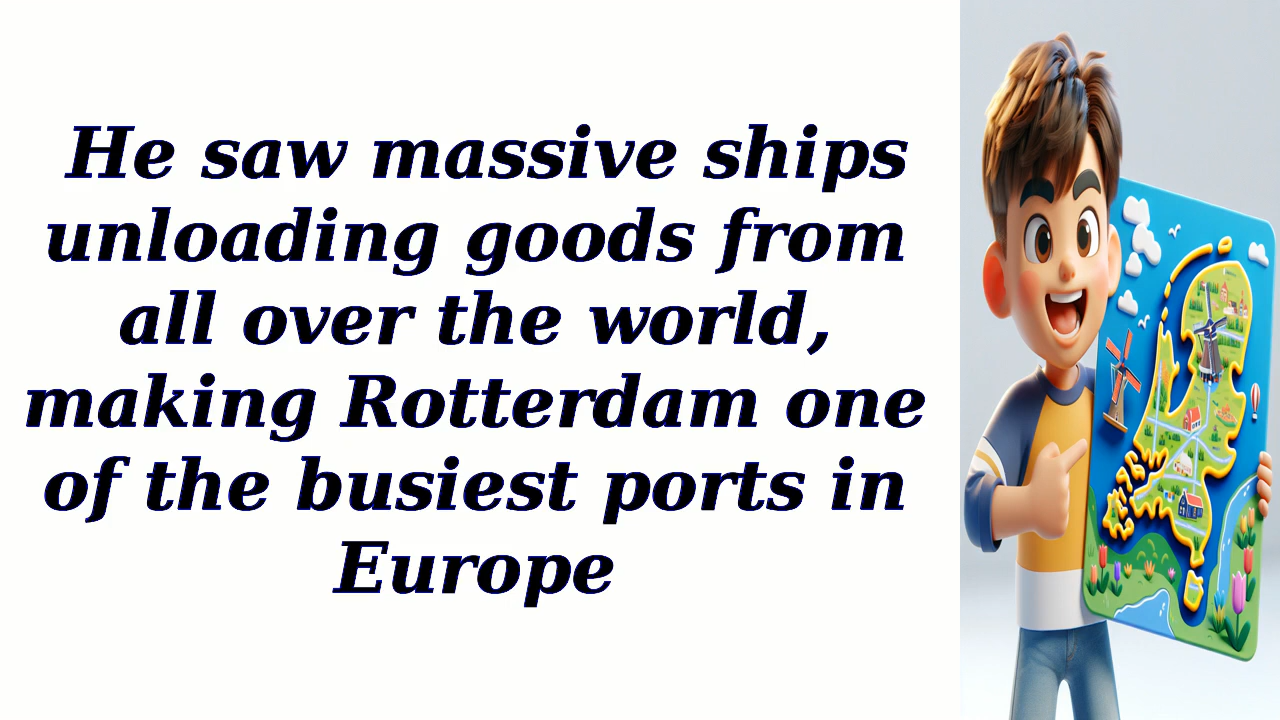 He saw massive ships
unloading goods from
all over the world,
making Rotterdam one
of the busiest ports in
Europe